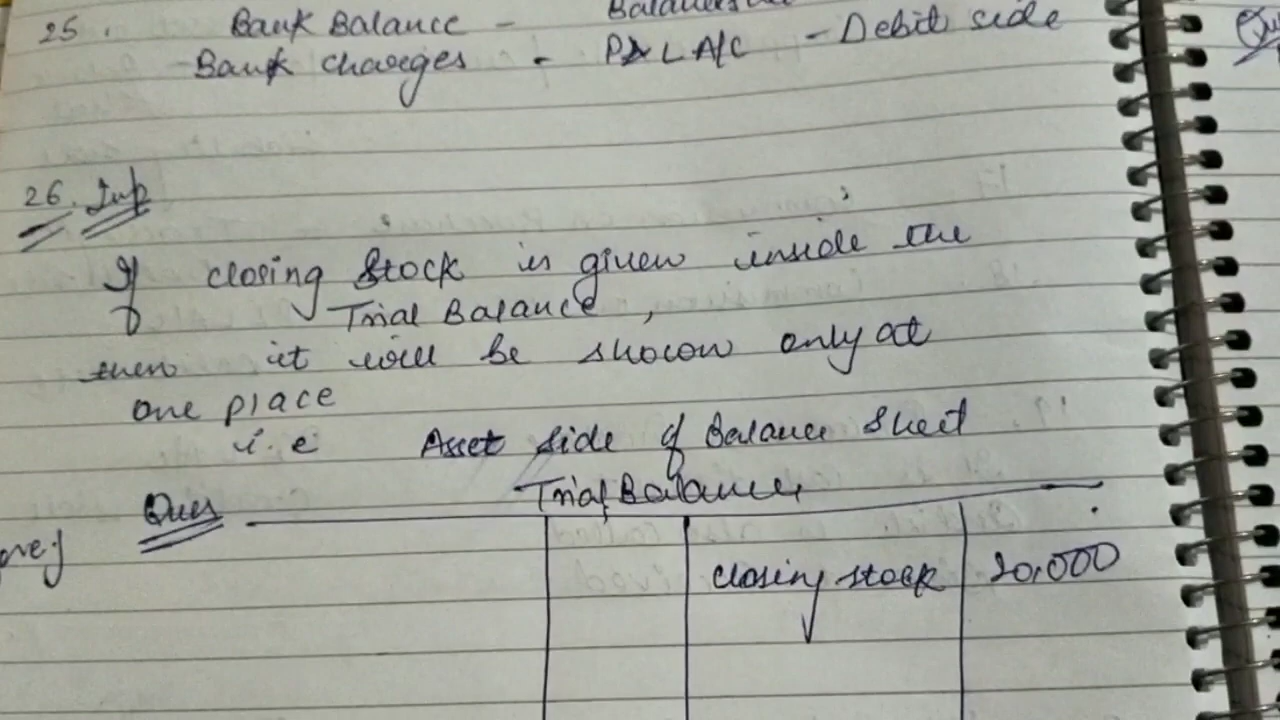 25. Bank Balance -
Bank charges - P&L A/C - Debit side
26. Imp
If closing Stock is given inside the
Trial Balance,
then it will be shown only at
one place
i.e Asset side of Balance Sheet
Trial Balance
Ques
closing stock 20,000